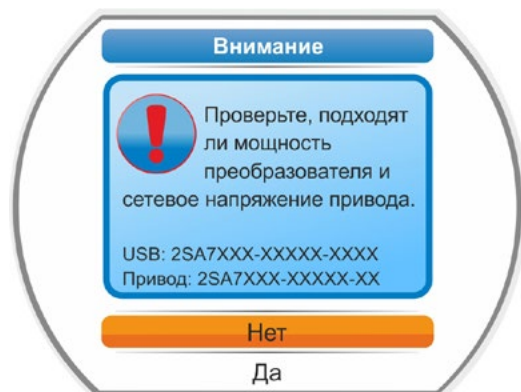 Внимание
Проверьте, подходят
ли мощность
преобразователя и
сетевое напряжение привода.
USB: 2SA7XXX-XXXXX-XXXX
Привод: 2SA7XXX-XXXXX-XX
Нет
Да